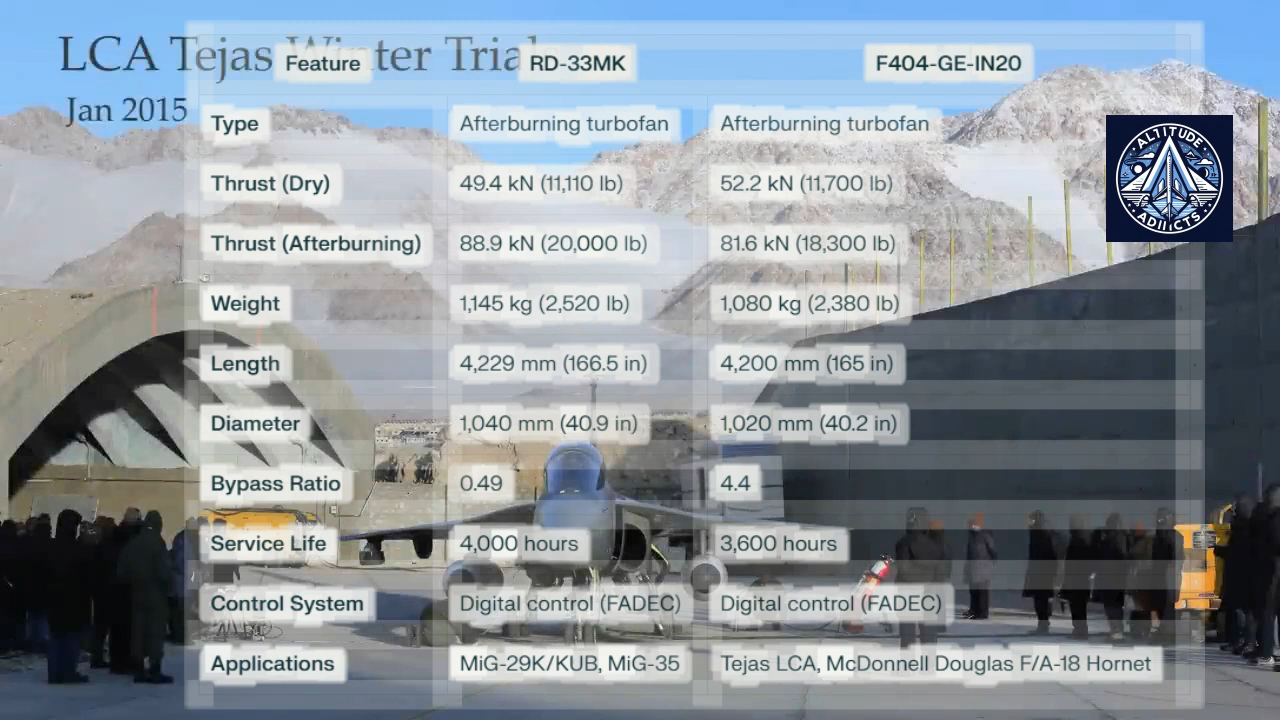 LCA Tejas Winter Trial
Jan 2015
Feature RD-33MK F404-GE-IN20
Type Afterburning turbofan Afterburning turbofan
Thrust (Dry) 49.4 kN (11,110 lb) 52.2 kN (11,700 lb)
Thrust (Afterburning) 88.9 kN (20,000 lb) 81.6 kN (18,300 lb)
Weight 1,145 kg (2,520 lb) 1,080 kg (2,380 lb)
Length 4,229 mm (166.5 in) 4,200 mm (165 in)
Diameter 1,040 mm (40.9 in) 1,020 mm (40.2 in)
Bypass Ratio 0.49 4.4
Service Life 4,000 hours 3,600 hours
Control System Digital control (FADEC) Digital control (FADEC)
Applications MiG-29K/KUB, MiG-35 Tejas LCA, McDonnell Douglas F/A-18 Hornet
ALTITUDE